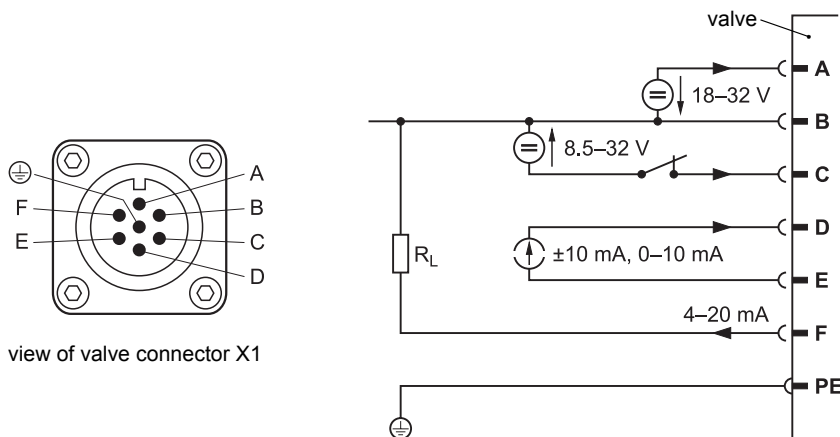 valve
A
18–32 V
B
8.5–32 V
C
D
±10 mA, 0–10 mA
E
RL
4–20 mA
F
PE
A
F
B
E
C
D
view of valve connector X1